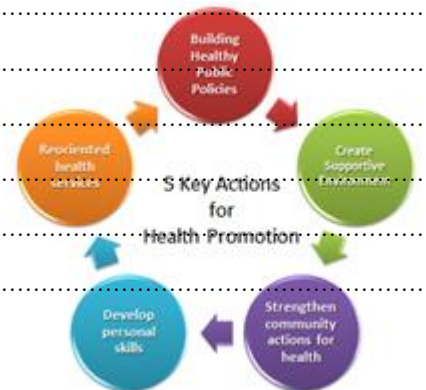 Building
Healthy
Public
Policies
Create
Supportive
Environment
Strengthen
community
actions for
health
Develop
personal
skills
Reociented
health
services
5 Key Actions
for
Health Promotion